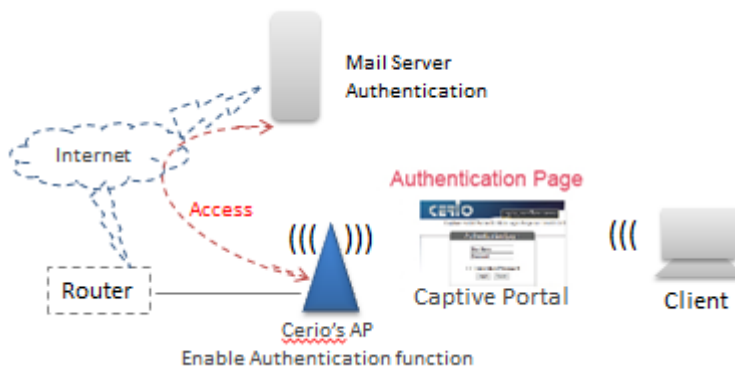 Mail Server
Authentication
Internet
Authentication Page
Access
CERIO
((( )))
(((
Router
Captive Portal
Client
Cerio's AP
Enable Authentication function